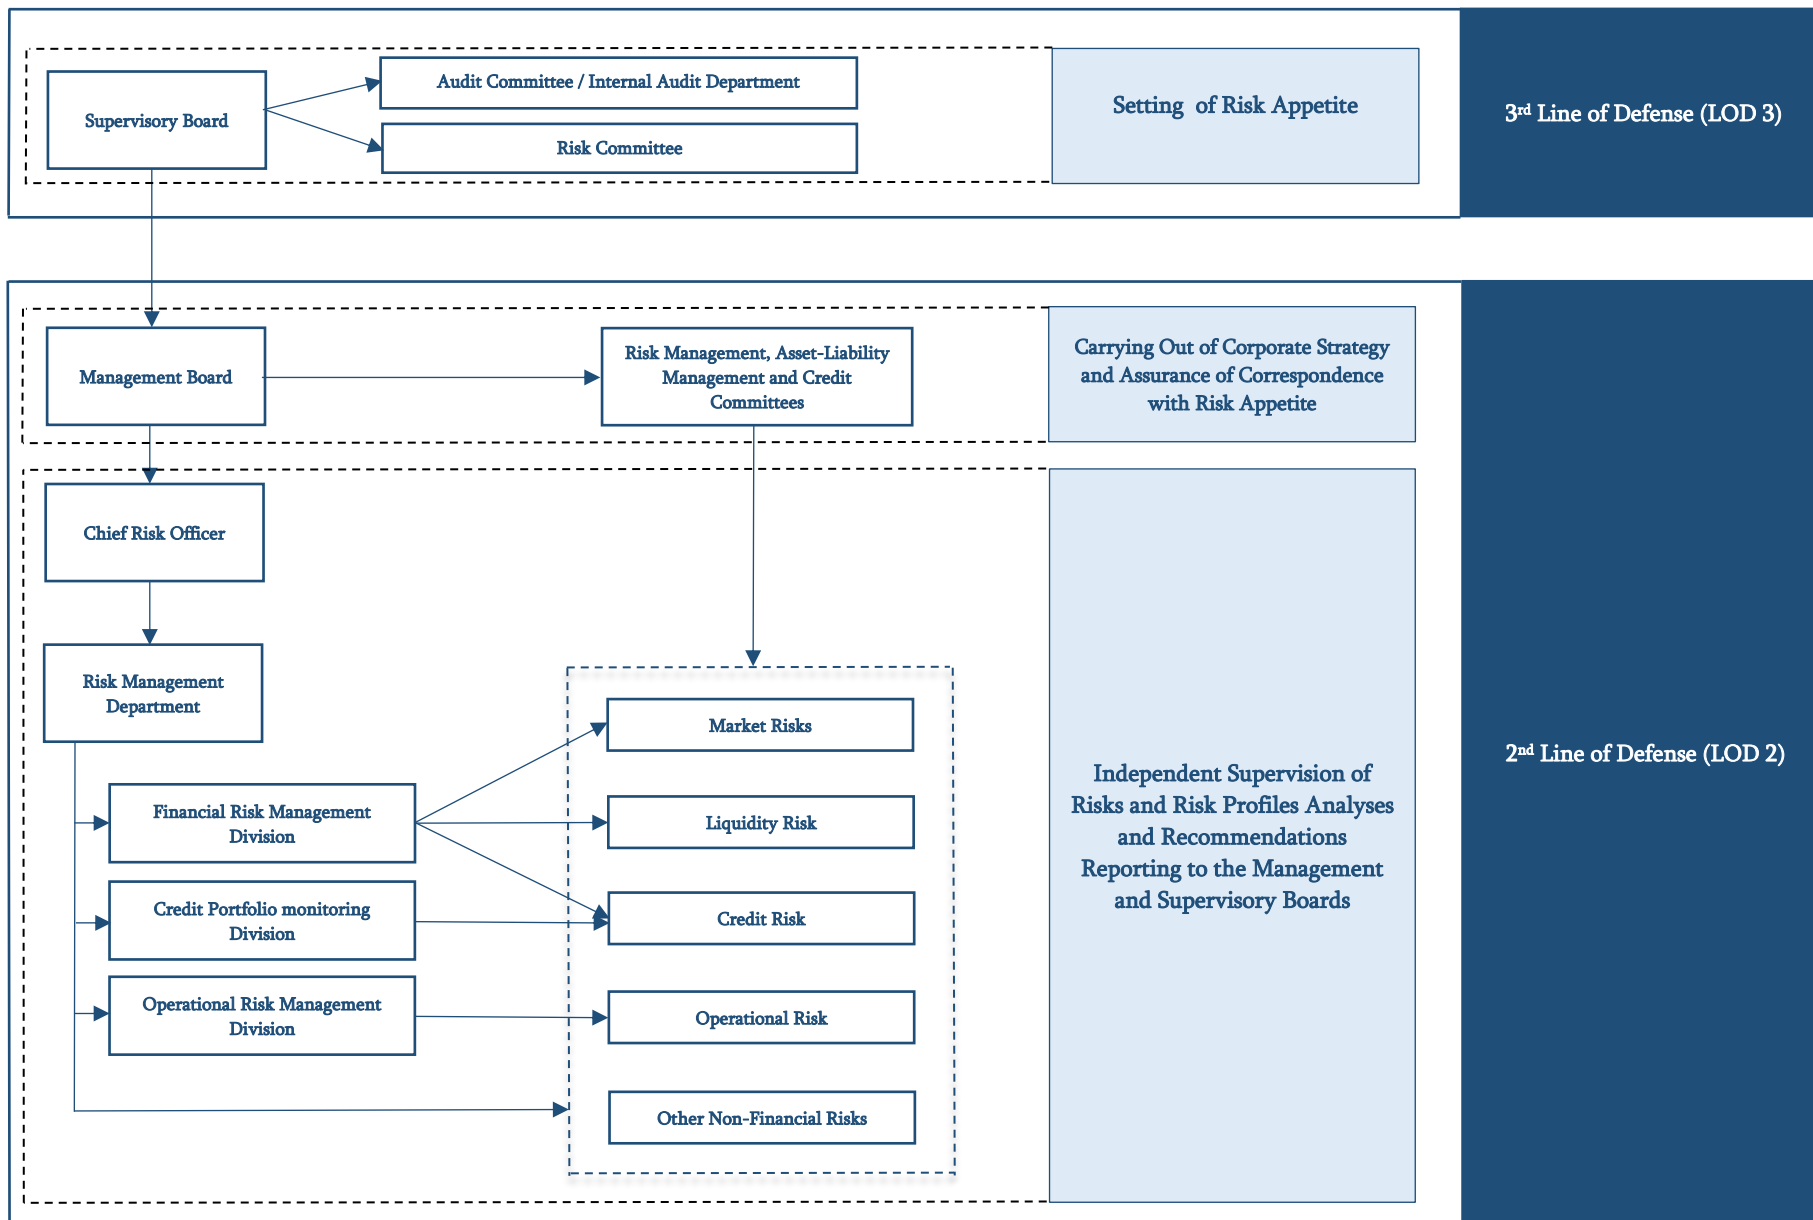 Supervisory Board
Audit Committee / Internal Audit Department
Risk Committee
Setting of Risk Appetite
3rd Line of Defense (LOD 3)
Management Board
Risk Management, Asset-Liability
Management and Credit
Committees
Carrying Out of Corporate Strategy
and Assurance of Correspondence
with Risk Appetite
Chief Risk Officer
Risk Management
Department
Financial Risk Management
Division
Credit Portfolio monitoring
Division
Operational Risk Management
Division
Market Risks
Liquidity Risk
Credit Risk
Operational Risk
Other Non-Financial Risks
Independent Supervision of
Risks and Risk Profiles Analyses
and Recommendations
Reporting to the Management
and Supervisory Boards
2nd Line of Defense (LOD 2)